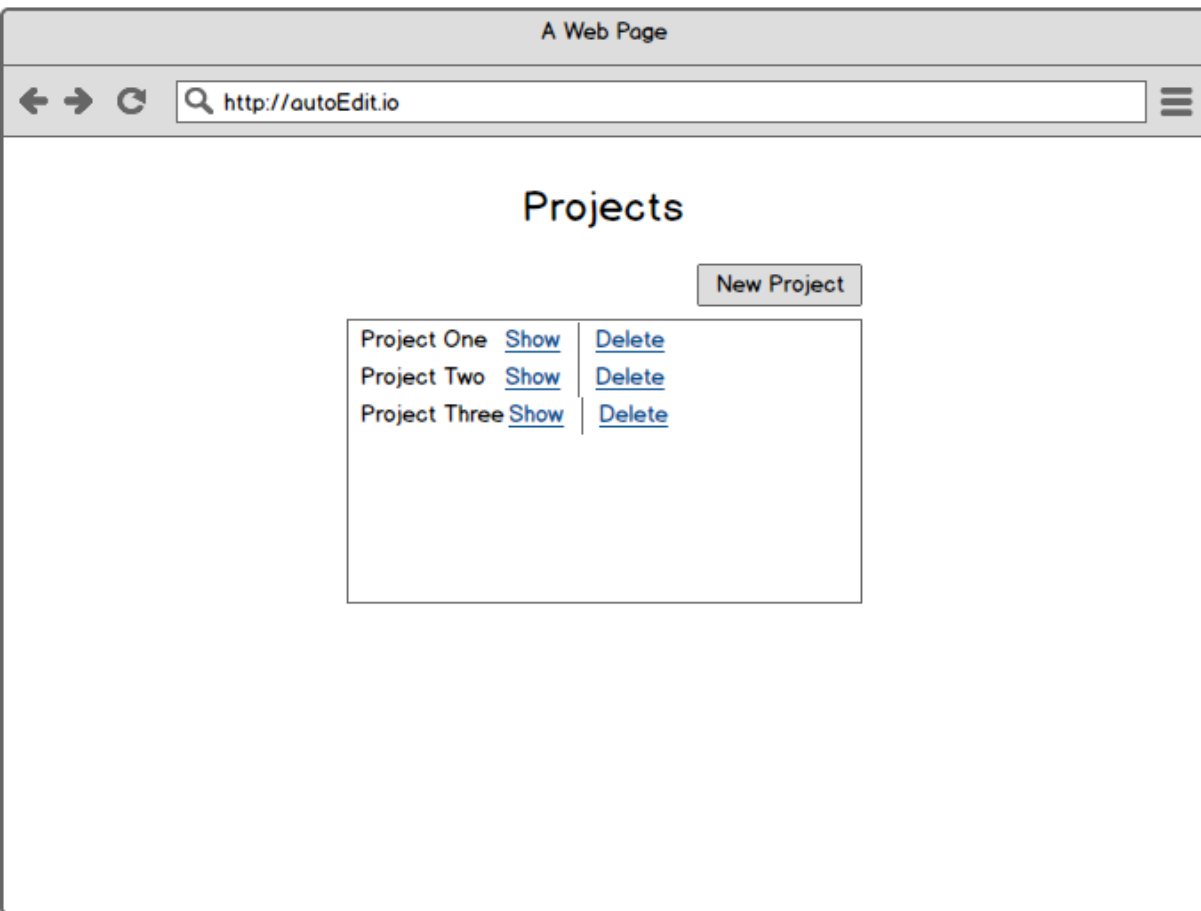 A Web Page
http://autoEdit.io
Projects
New Project
Project One Show Delete
Project Two Show Delete
Project Three Show Delete